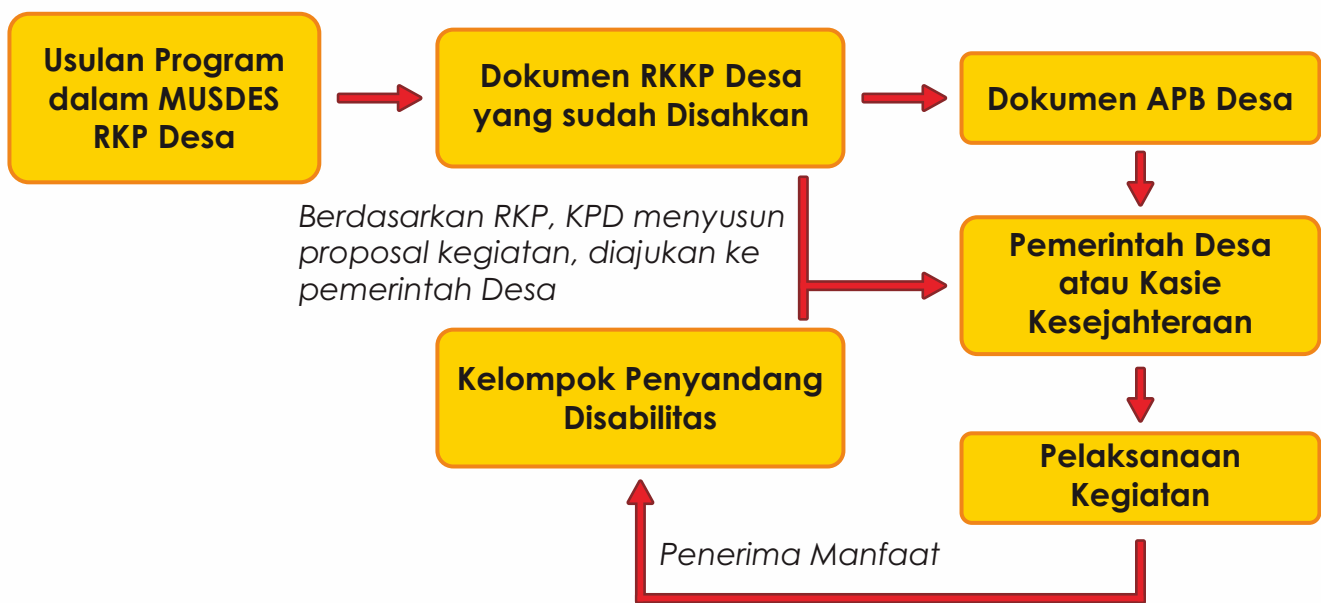 Usulan Program
dalam MUSDES
RKP Desa
Dokumen RKKP Desa
yang sudah Disahkan
Dokumen APB Desa
Berdasarkan RKP, KPD menyusun
proposal kegiatan, diajukan ke
pemerintah Desa
Pemerintah Desa
atau Kasie
Kesejahteraan
Kelompok Penyandang
Disabilitas
Pelaksanaan
Kegiatan
Penerima Manfaat